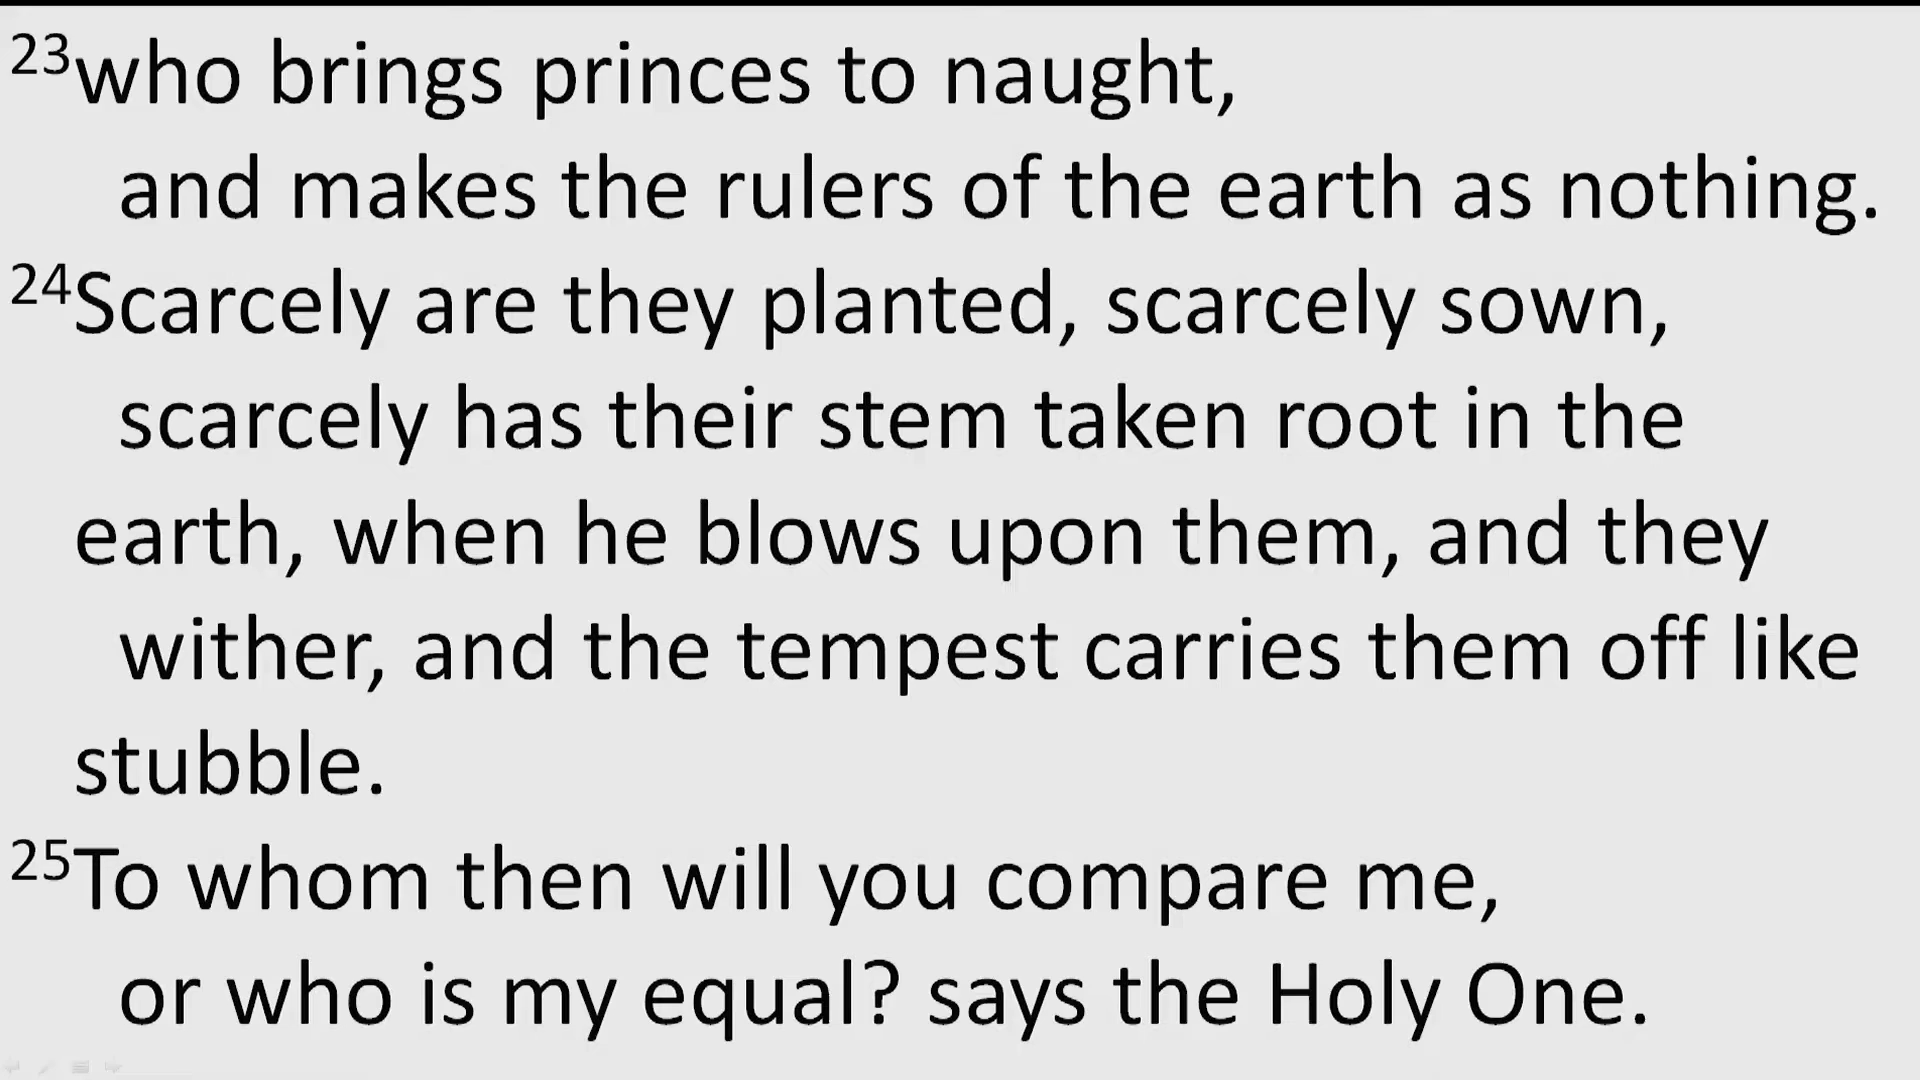 23who brings princes to naught,
and makes the rulers of the earth as nothing.
24Scarcely are they planted, scarcely sown,
scarcely has their stem taken root in the
earth, when he blows upon them, and they
wither, and the tempest carries them off like
stubble.
25To whom then will you compare me,
or who is my equal? says the Holy One.